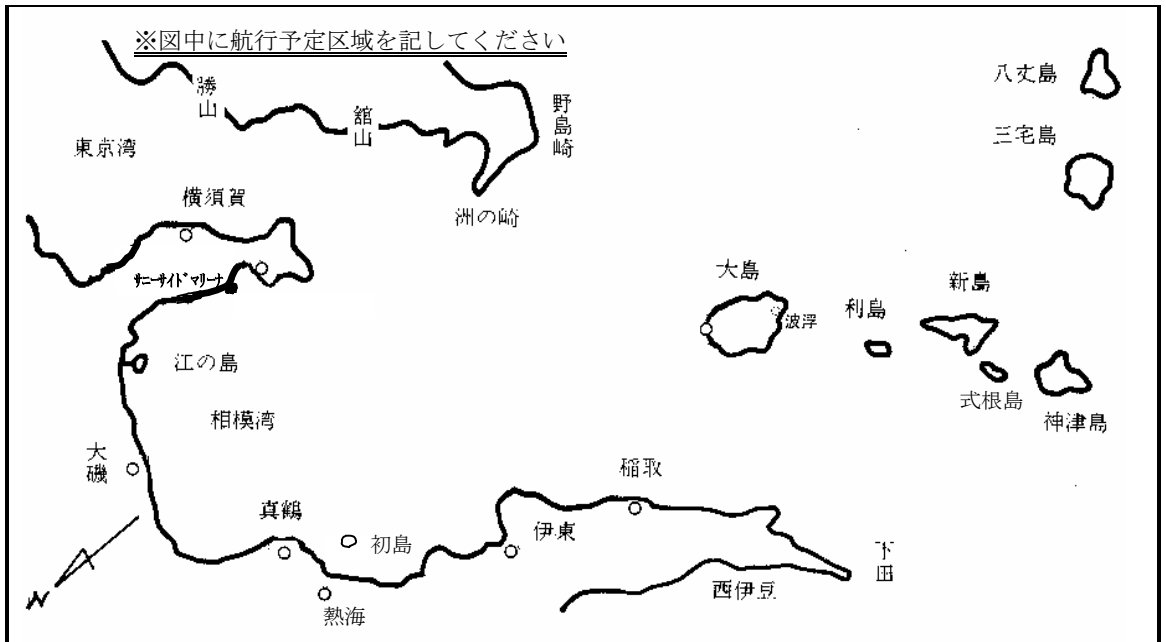 ※図中に航行予定区域を記してください
八丈島
勝山
舘山
野島崎
三宅島
東京湾
横須賀
洲の崎
サニーサイドマリーナ
大島
新島
利島
波浮
江の島
式根島
神津島
相模湾
大磯
稲取
真鶴
初島
伊東
下田
西伊豆
熱海
N